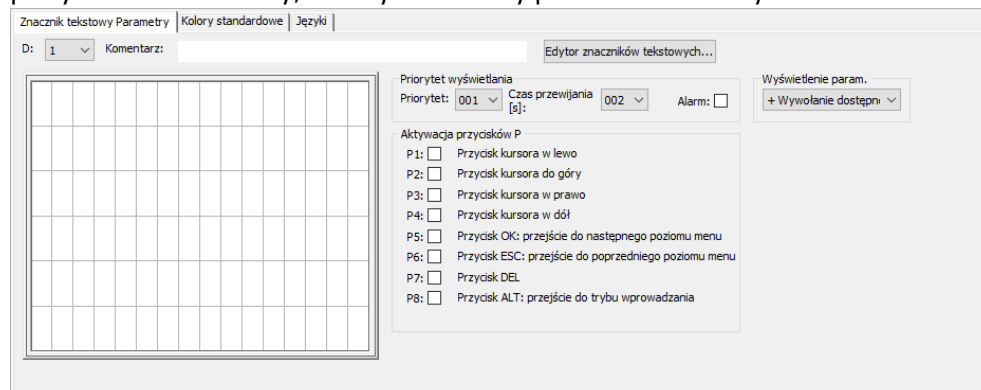 Znacznik tekstowy Parametry Kolory standardowe Języki
D: 1 Komentarz: Edytor znaczników tekstowych...
Priorytet wyświetlania
Priorytet: 001 Czas przewijania [s]: 002 Alarm:
Wyświetlenie param.
+ Wywołanie
Aktywacja przycisków P
P1: Przycisk kursora w lewo
P2: Przycisk kursora do góry
P3: Przycisk kursora w prawo
P4: Przycisk kursora w dół
P5: Przycisk OK: przejście do następnego poziomu menu
P6: Przycisk ESC: przejście do poprzedniego poziomu menu
P7: Przycisk DEL
P8: Przycisk ALT: przejście do trybu wprowadzania